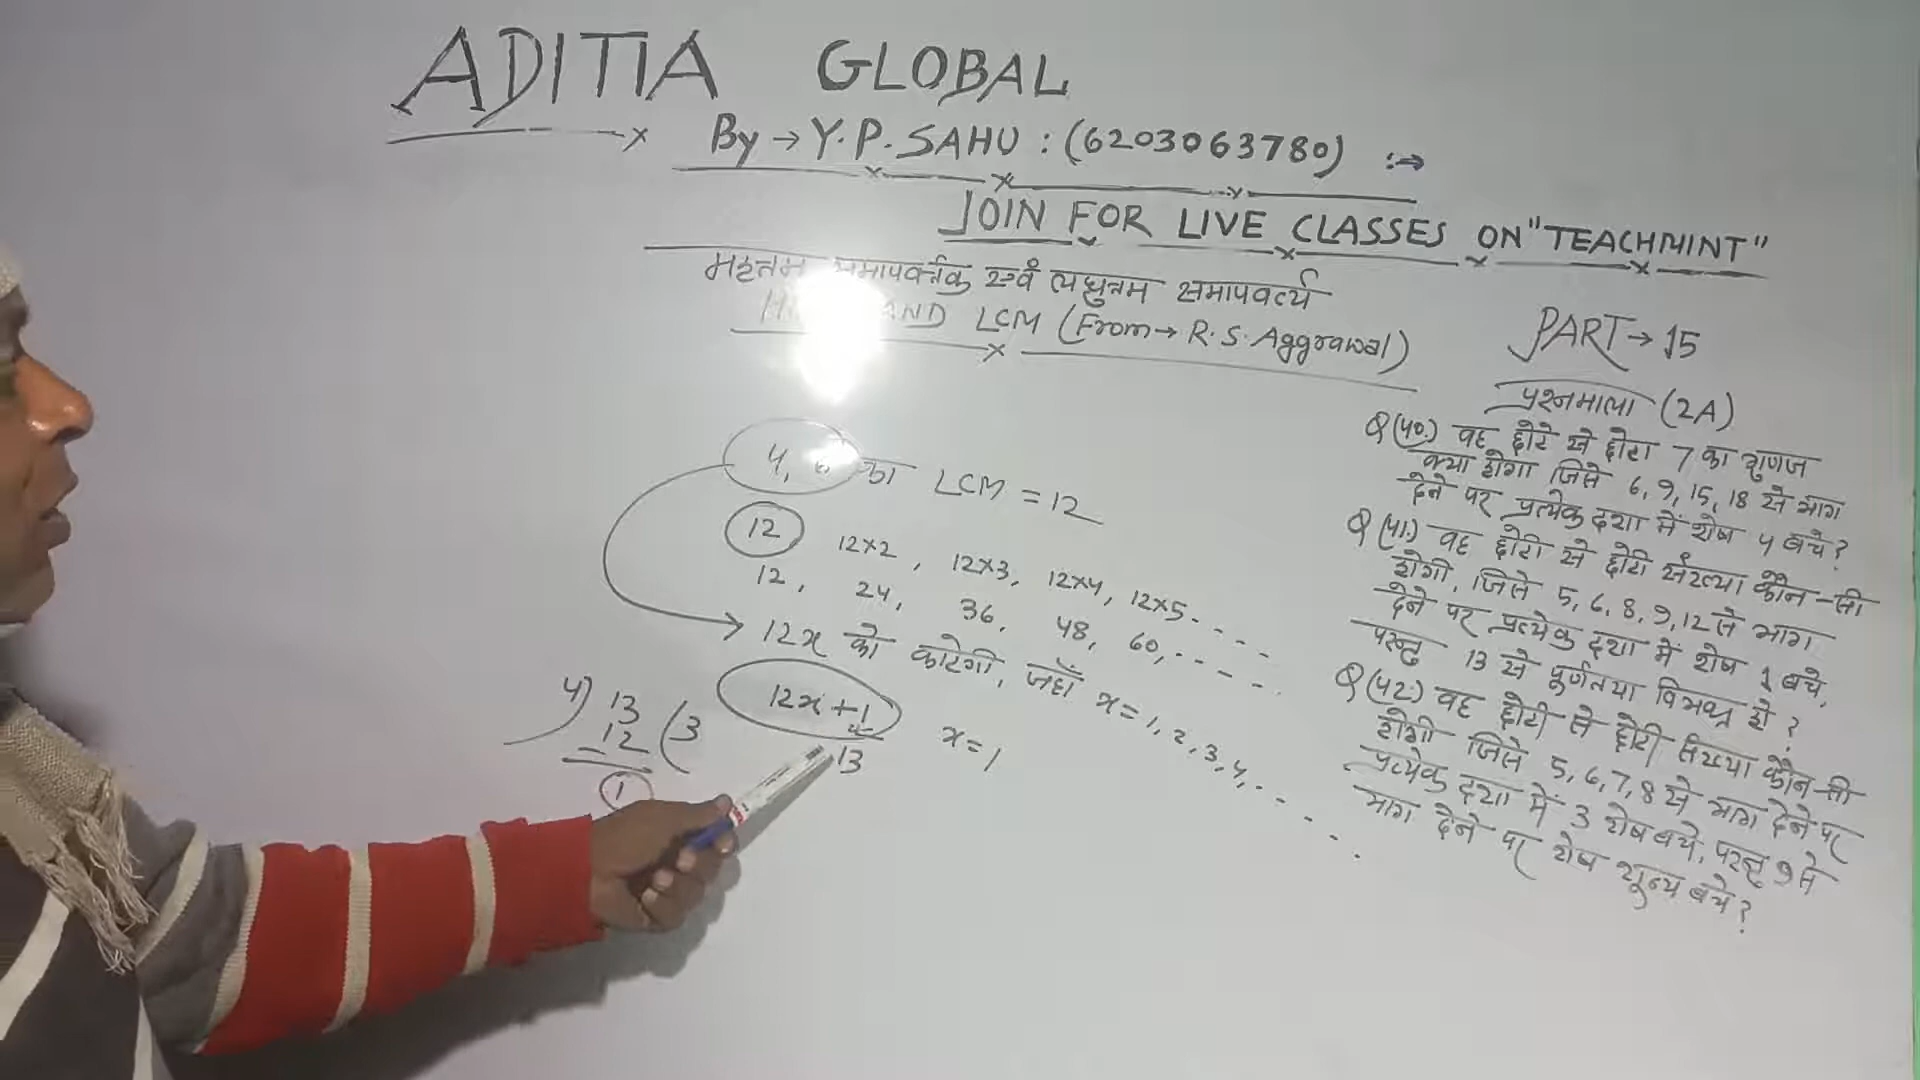 ADITIA GLOBAL
By → Y.P. SAHU : (6203063780) :→
JOIN FOR LIVE CLASSES ON "TEACHMINT"
महत्तम समापवर्त्तक एवं लघुत्तम समापवर्त्य
AND LCM (From → R.S. Aggrawal)
PART → 15
प्रश्नमाला (2A)
Q(40.) वह छोटे से छोटा 7 का गुणज
क्या होगा जिसे 6, 9, 15, 18 से भाग
देने पर प्रत्येक दशा में शेष 4 बचे?
Q(41.) वह छोटी से छोटी संख्या कौन-सी
होगी, जिसे 5, 6, 8, 9, 12 से भाग
देने पर प्रत्येक दशा में शेष 1 बचे,
परन्तु 13 से पूर्णतया विभक्त हो?
Q(42.) वह छोटी से छोटी संख्या कौन-सी
होगी जिसे 5, 6, 7, 8 से भाग देने पर
प्रत्येक दशा में 3 शेष बचे, परन्तु 9 से
भाग देने पर शेष शून्य बचे?
4, का LCM = 12
12
12×2, 12×3, 12×4, 12×5 - - - -
12, 24, 36, 48, 60, - - - - -
12x को काटेगी, जहाँ x = 1, 2, 3, 4, - - - - -
12x + 1
13
x = 1
4) 13 (3
- 12
1